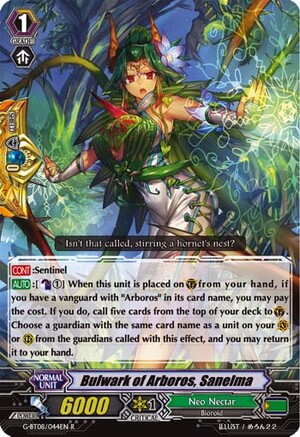 1
GRADE
Isn't that called, stirring a hornet's nest?
CONT :Sentinel
AUTO :[ 1 ] When this unit is placed on G from your hand, if
you have a vanguard with "Arboros" in its card name, you may pay
the cost. If you do, call five cards from the top of your deck to G .
Choose a guardian with the same card name as a unit on your V
or R from the guardians called with this effect, and you may return
it to your hand.
NORMAL
UNIT
Bulwark of Arboros, Sanelma
POWER
6000
1
CRITICAL
Neo Nectar
Bioroid
G-BT08/044EN R
ILLUST / めろん22